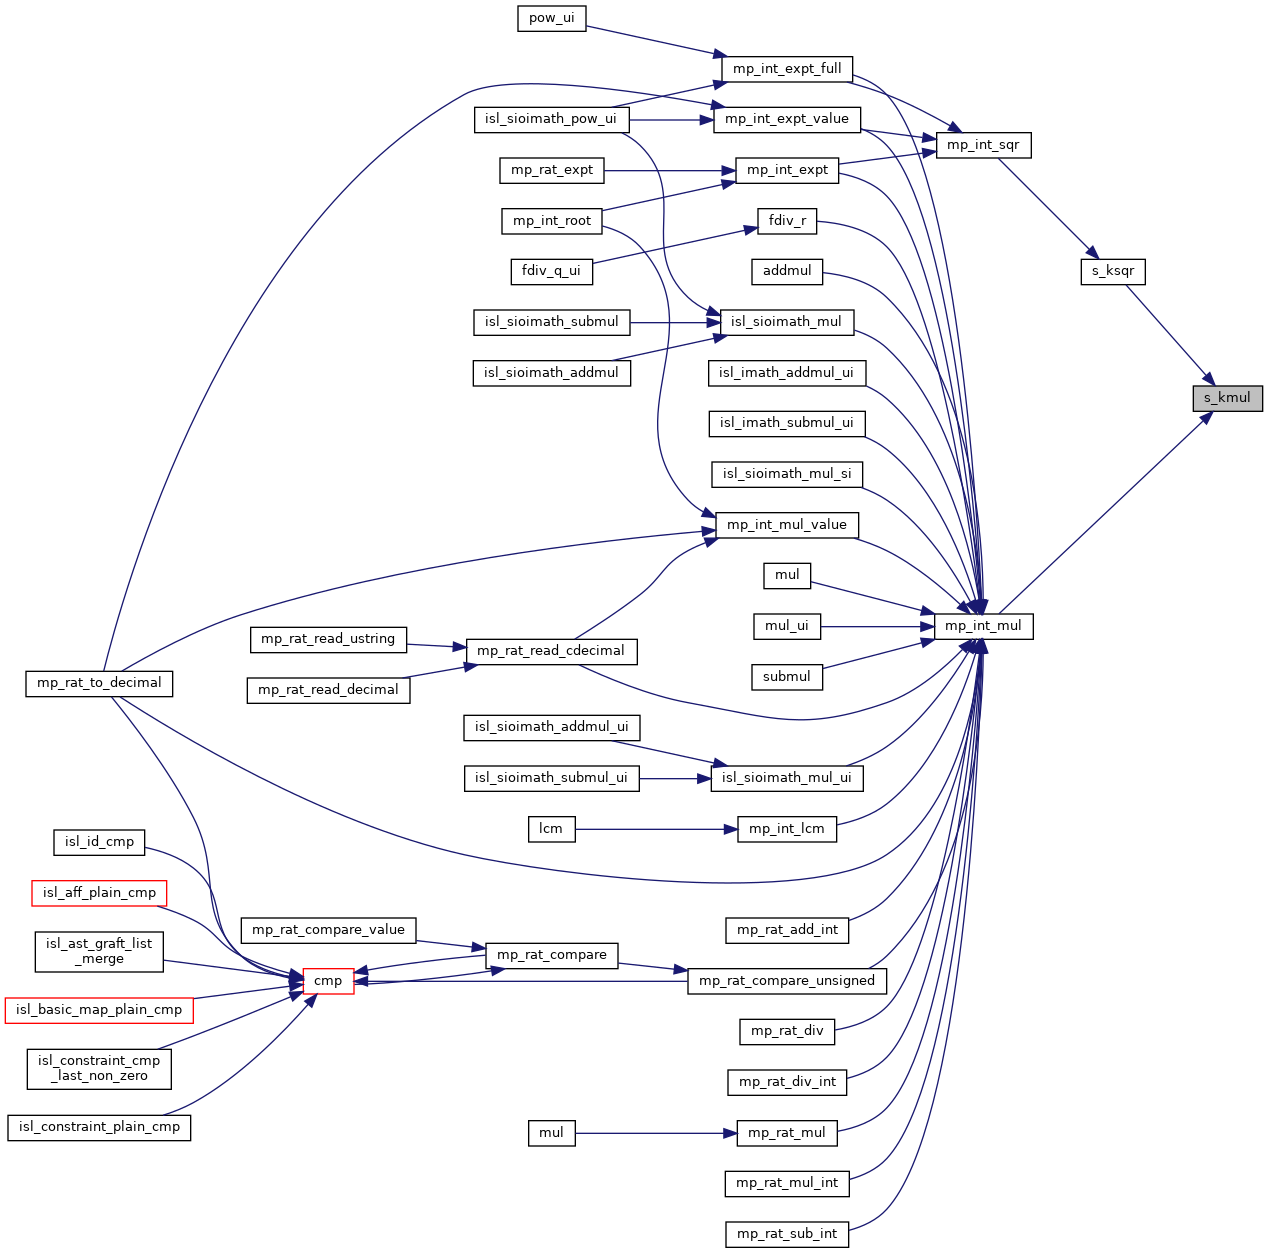 pow_ui
mp_int_expt_full
isl_sioimath_pow_ui
mp_int_expt_value
mp_int_sqr
mp_rat_expt
mp_int_expt
mp_int_root
fdiv_r
fdiv_q_ui
addmul
s_ksqr
isl_sioimath_submul
isl_sioimath_mul
isl_sioimath_addmul
isl_imath_addmul_ui
s_kmul
isl_imath_submul_ui
isl_sioimath_mul_si
mp_int_mul_value
mul
mul_ui
mp_int_mul
mp_rat_read_ustring
mp_rat_read_cdecimal
submul
mp_rat_to_decimal
mp_rat_read_decimal
isl_sioimath_addmul_ui
isl_sioimath_submul_ui
isl_sioimath_mul_ui
lcm
mp_int_lcm
isl_id_cmp
isl_aff_plain_cmp
mp_rat_compare_value
mp_rat_add_int
isl_ast_graft_list
_merge
mp_rat_compare
cmp
mp_rat_compare_unsigned
isl_basic_map_plain_cmp
mp_rat_div
isl_constraint_cmp
_last_non_zero
mp_rat_div_int
isl_constraint_plain_cmp
mul
mp_rat_mul
mp_rat_mul_int
mp_rat_sub_int